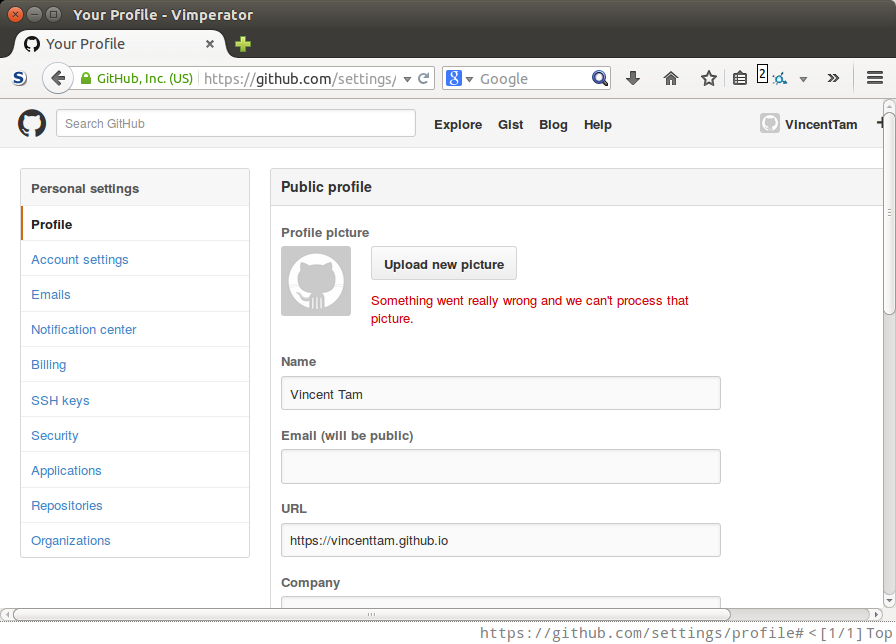 Your Profile - Vimperator
Your Profile
S
GitHub, Inc. (US)
https://github.com/settings/
8
Google
2
Search GitHub
Explore
Gist
Blog
Help
VincentTam
Personal settings
Profile
Account settings
Emails
Notification center
Billing
SSH keys
Security
Applications
Repositories
Organizations
Public profile
Profile picture
Upload new picture
Something went really wrong and we can't process that
picture.
Name
Vincent Tam
Email (will be public)
URL
https://vincenttam.github.io
Company
https://github.com/settings/profile# <[1/1] Top